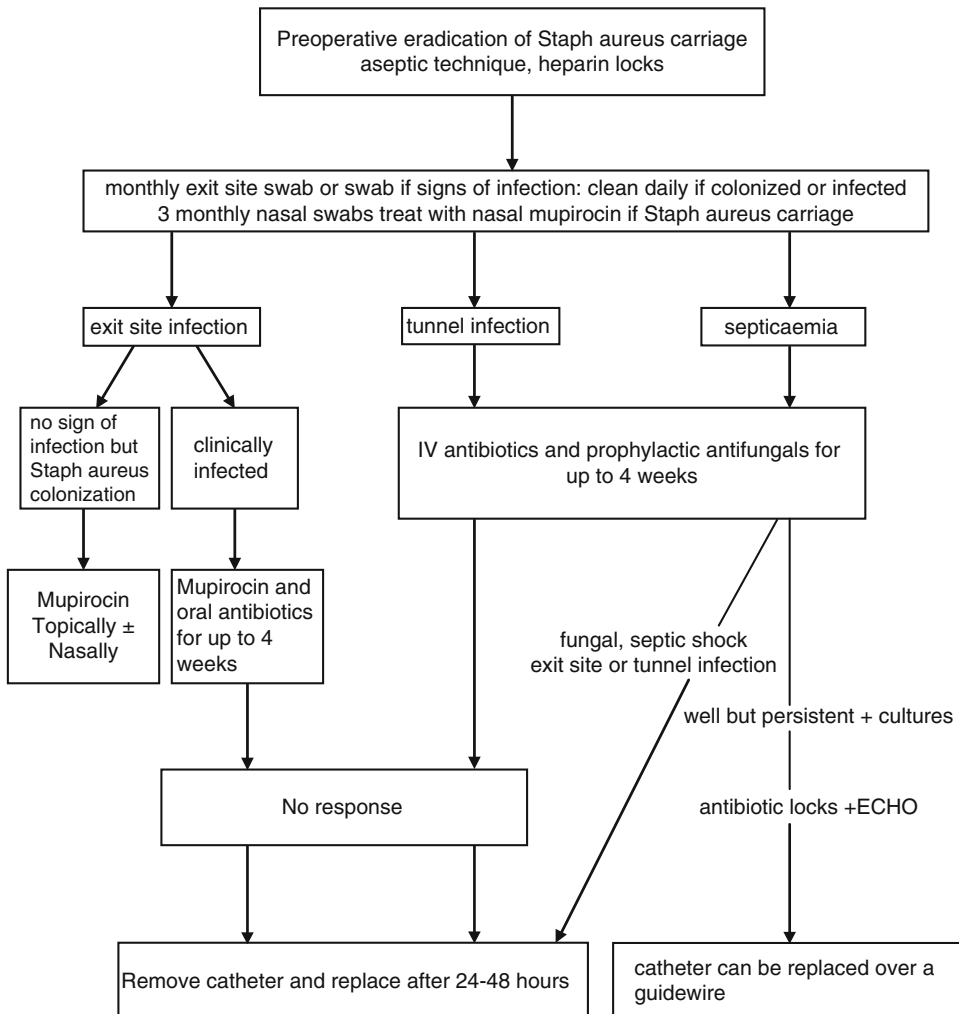 Preoperative eradication of Staph aureus carriage
aseptic technique, heparin locks
monthly exit site swab or swab if signs of infection: clean daily if colonized or infected
3 monthly nasal swabs treat with nasal mupirocin if Staph aureus carriage
exit site infection
tunnel infection
septicaemia
no sign of
infection but
Staph aureus
colonization
clinically
infected
IV antibiotics and prophylactic antifungals for
up to 4 weeks
Mupirocin
Topically ±
Nasally
Mupirocin and
oral antibiotics
for up to 4
weeks
fungal, septic shock
exit site or tunnel infection
well but persistent + cultures
No response
antibiotic locks +ECHO
Remove catheter and replace after 24-48 hours
catheter can be replaced over a
guidewire